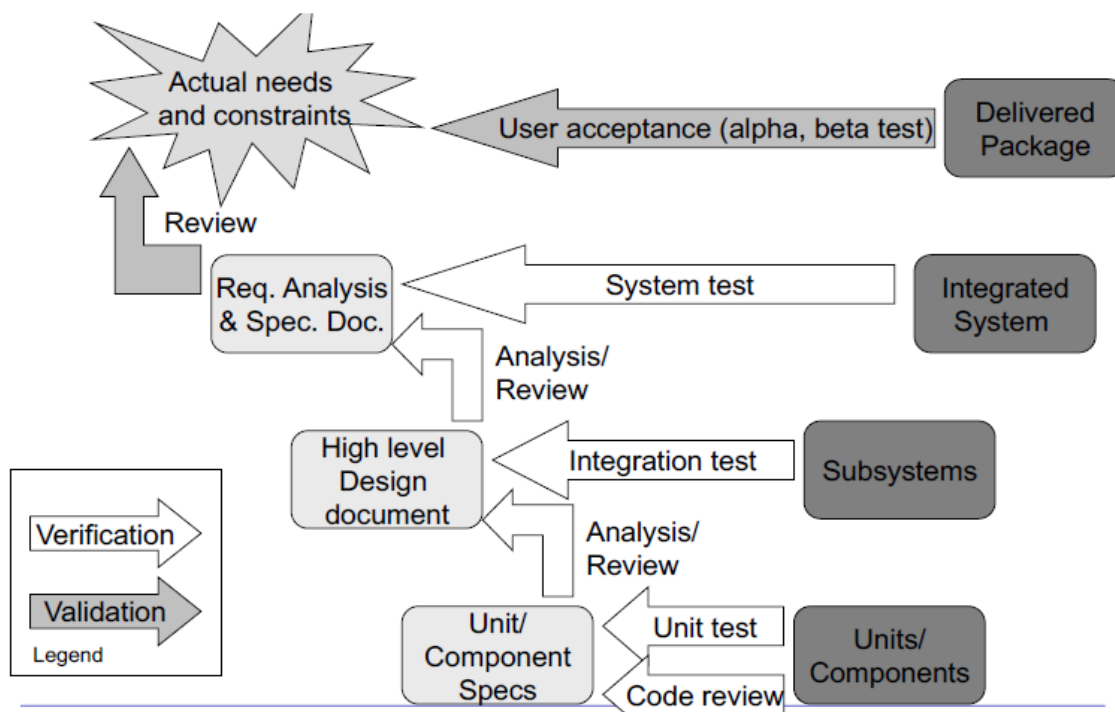 Actual needs
and constraints
User acceptance (alpha, beta test)
Delivered
Package
Review
Req. Analysis
& Spec. Doc.
System test
Integrated
System
Analysis/
Review
High level
Design
document
Integration test
Subsystems
Verification
Analysis/
Review
Validation
Unit/
Component
Specs
Unit test
Units/
Components
Legend
Code review